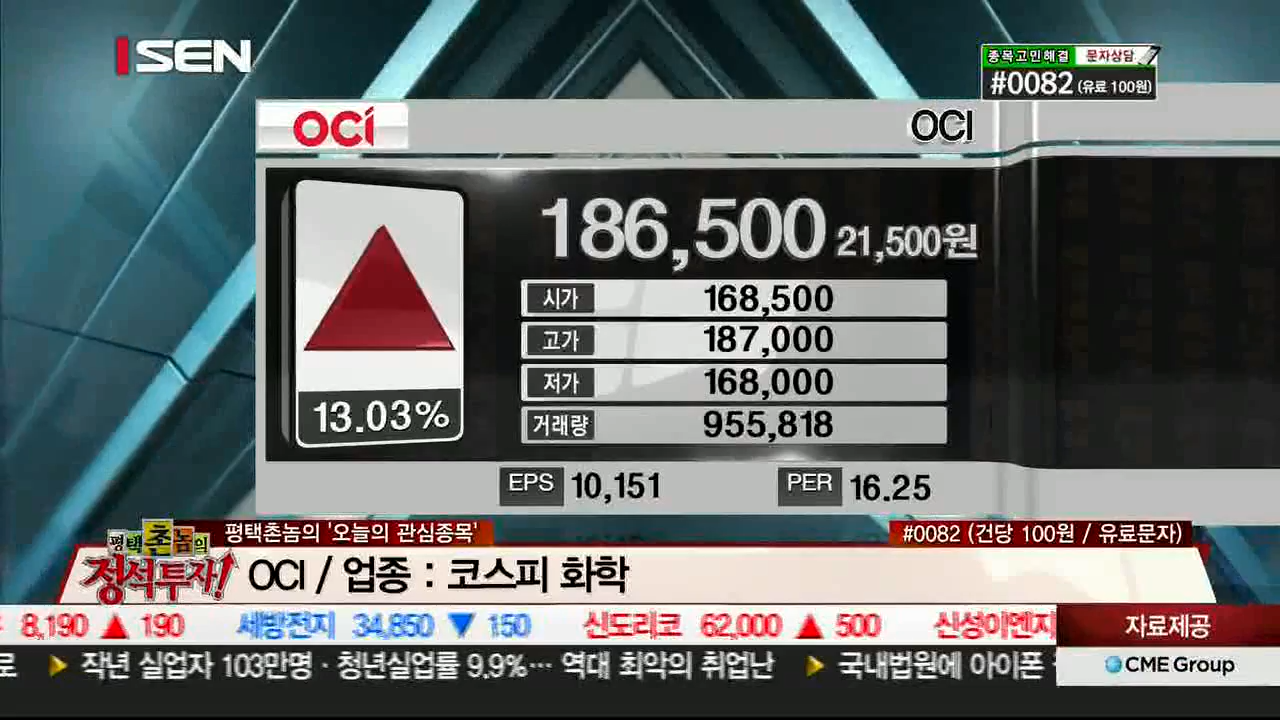 SEN
종목고민해결 문자상담 7
#0082 (유료 100원)
OCI OCI
186,500 21,500원
시가 168,500
고가 187,000
저가 168,000
거래량 955,818
13.03%
EPS 10,151 PER 16.25
평택촌놈의 정석투자!
평택촌놈의 '오늘의 관심종목' #0082 (건당 100원 / 유료문자)
OCI / 업종 : 코스피 화학
8,190 ▲ 190 세방전지 34,850 ▼ 150 신도리코 62,000 ▲ 500 신성이엔지
자료제공
작년 실업자 103만명·청년실업률 9.9%… 역대 최악의 취업난 국내법원에 아이폰
CME Group